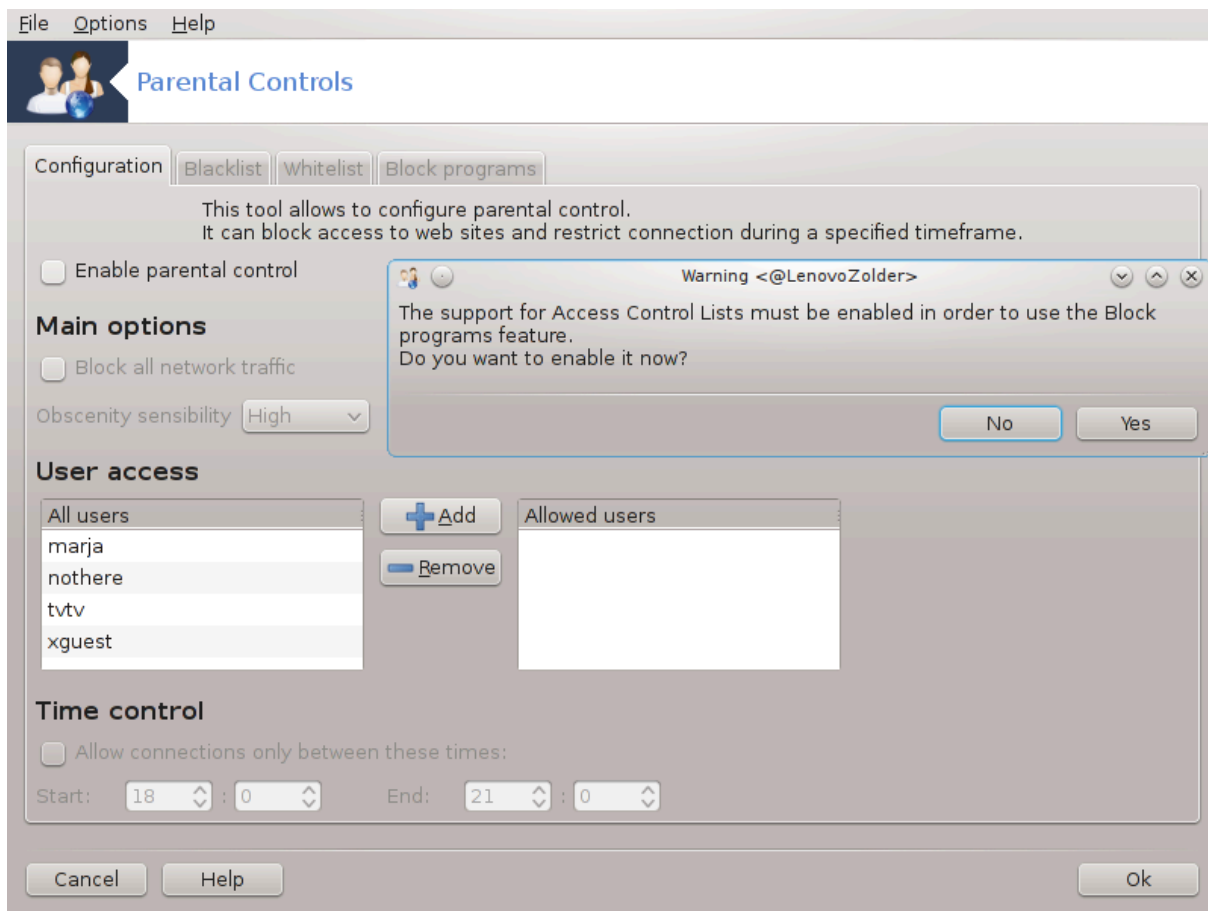 File Options Help
Parental Controls
Configuration Blacklist Whitelist Block programs
This tool allows to configure parental control.
It can block access to web sites and restrict connection during a specified timeframe.
Enable parental control
Warning <@LenovoZolder>
The support for Access Control Lists must be enabled in order to use the Block
programs feature.
Do you want to enable it now?
No Yes
Main options
Block all network traffic
Obscenity sensibility High
User access
All users
marja
nothere
tvtv
xguest
Add
Remove
Allowed users
Time control
Allow connections only between these times:
Start: 18 : 0 End: 21 : 0
Cancel Help Ok